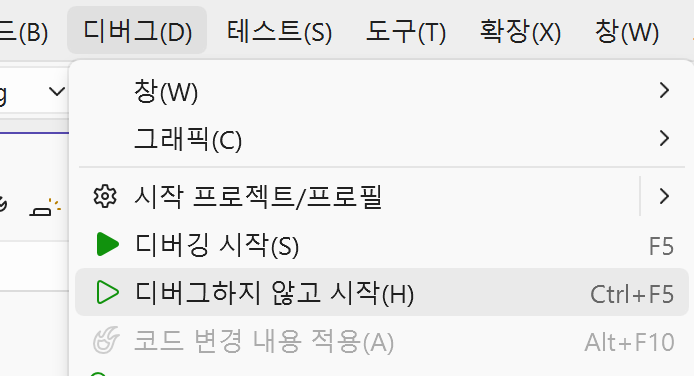 드(B) 디버그(D) 테스트(S) 도구(T) 확장(X) 창(W)
g
창(W)
그래픽(C)
시작 프로젝트/프로필
디버깅 시작(S) F5
디버그하지 않고 시작(H) Ctrl+F5
코드 변경 내용 적용(A) Alt+F10